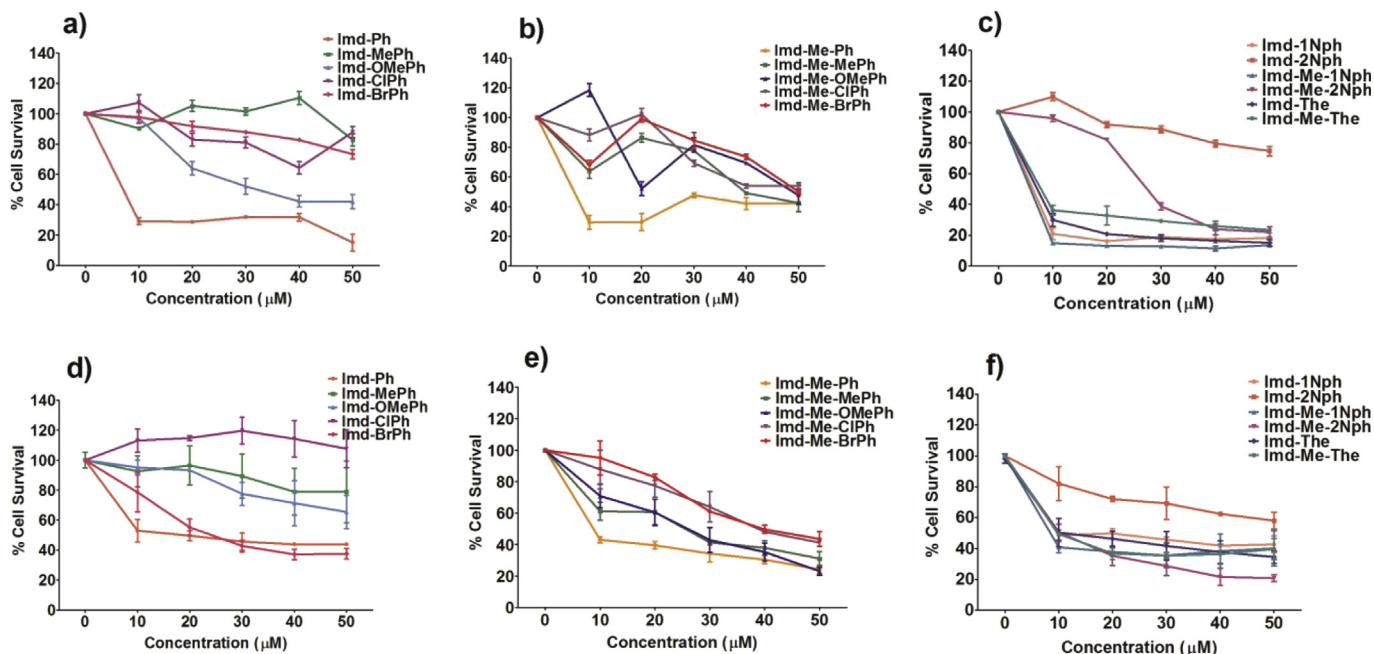 a)
Imd-Ph
Imd-MePh
Imd-OMePh
Imd-ClPh
Imd-BrPh
140
120
100
80
60
40
20
0
% Cell Survival
0 10 20 30 40 50
Concentration (μM)
b)
Imd-Me-Ph
Imd-Me-MePh
Imd-Me-OMePh
Imd-Me-ClPh
Imd-Me-BrPh
140
120
100
80
60
40
20
0
% Cell Survival
0 10 20 30 40 50
Concentration (μM)
c)
Imd-1Nph
Imd-2Nph
Imd-Me-1Nph
Imd-Me-2Nph
Imd-The
Imd-Me-The
140
120
100
80
60
40
20
0
% Cell Survival
0 10 20 30 40 50
Concentration (μM)
d)
Imd-Ph
Imd-MePh
Imd-OMePh
Imd-ClPh
Imd-BrPh
140
120
100
80
60
40
20
0
% Cell Survival
0 10 20 30 40 50
Concentration (μM)
e)
Imd-Me-Ph
Imd-Me-MePh
Imd-Me-OMePh
Imd-Me-ClPh
Imd-Me-BrPh
140
120
100
80
60
40
20
0
% Cell Survival
0 10 20 30 40 50
Concentration (μM)
f)
Imd-1Nph
Imd-2Nph
Imd-Me-1Nph
Imd-Me-2Nph
Imd-The
Imd-Me-The
140
120
100
80
60
40
20
0
% Cell Survival
0 10 20 30 40 50
Concentration (μM)